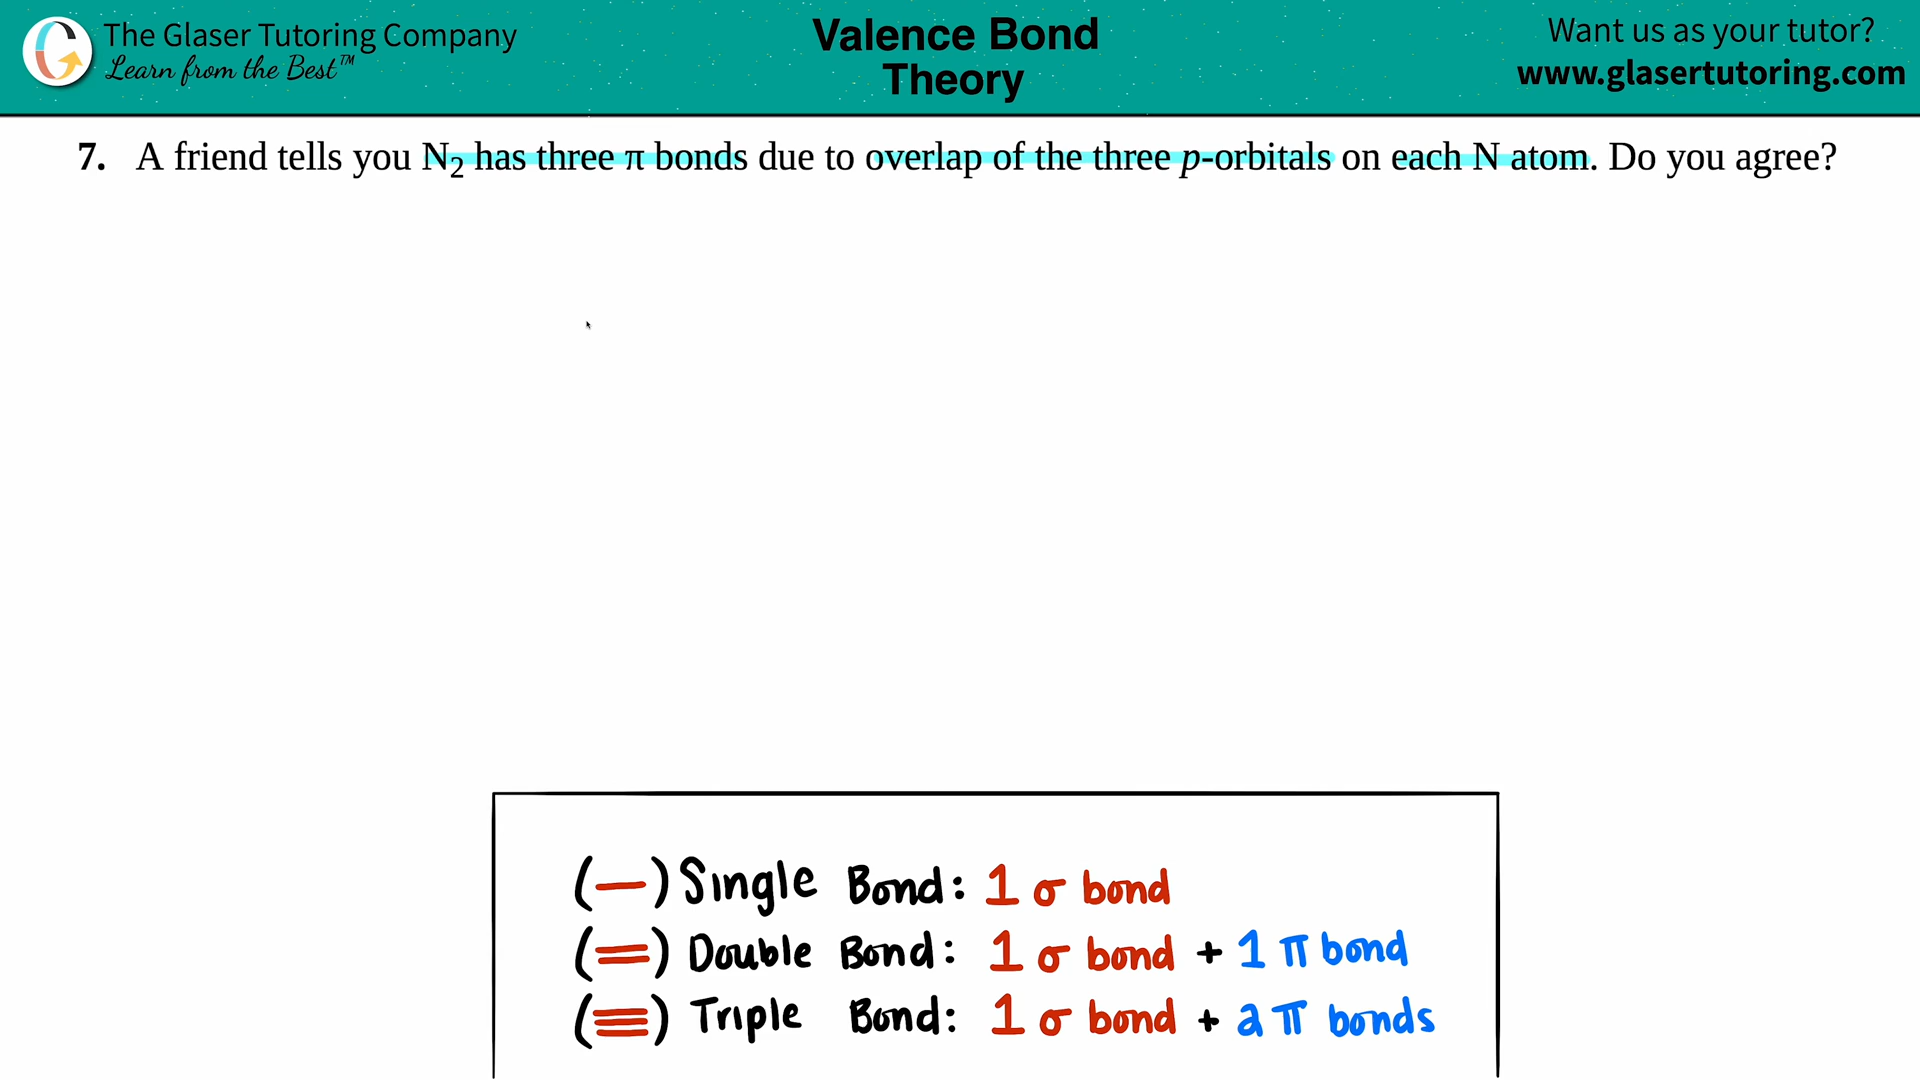 The Glaser Tutoring Company
Learn from the Best™
Valence Bond
Theory
Want us as your tutor?
www.glasertutoring.com
7. A friend tells you N₂ has three π bonds due to overlap of the three p-orbitals on each N atom. Do you agree?
(—) Single Bond: 1 σ bond
(=) Double Bond: 1 σ bond + 1 π bond
(≡) Triple Bond: 1 σ bond + 2 π bonds